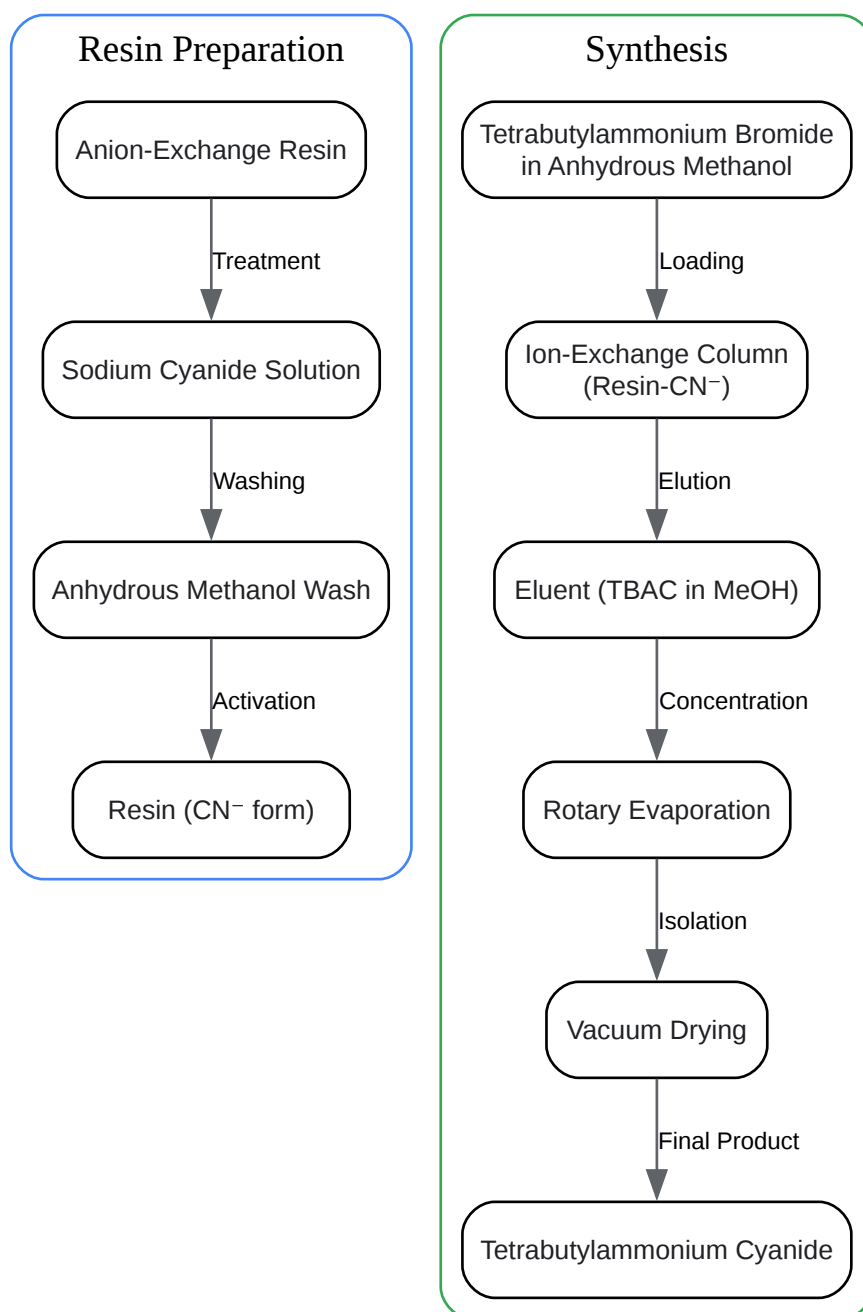 Resin Preparation
Anion-Exchange Resin
Treatment
Sodium Cyanide Solution
Washing
Anhydrous Methanol Wash
Activation
Resin (CN⁻ form)
Synthesis
Tetrabutylammonium Bromide
in Anhydrous Methanol
Loading
Ion-Exchange Column
(Resin-CN⁻)
Elution
Eluent (TBAC in MeOH)
Concentration
Rotary Evaporation
Isolation
Vacuum Drying
Final Product
Tetrabutylammonium Cyanide